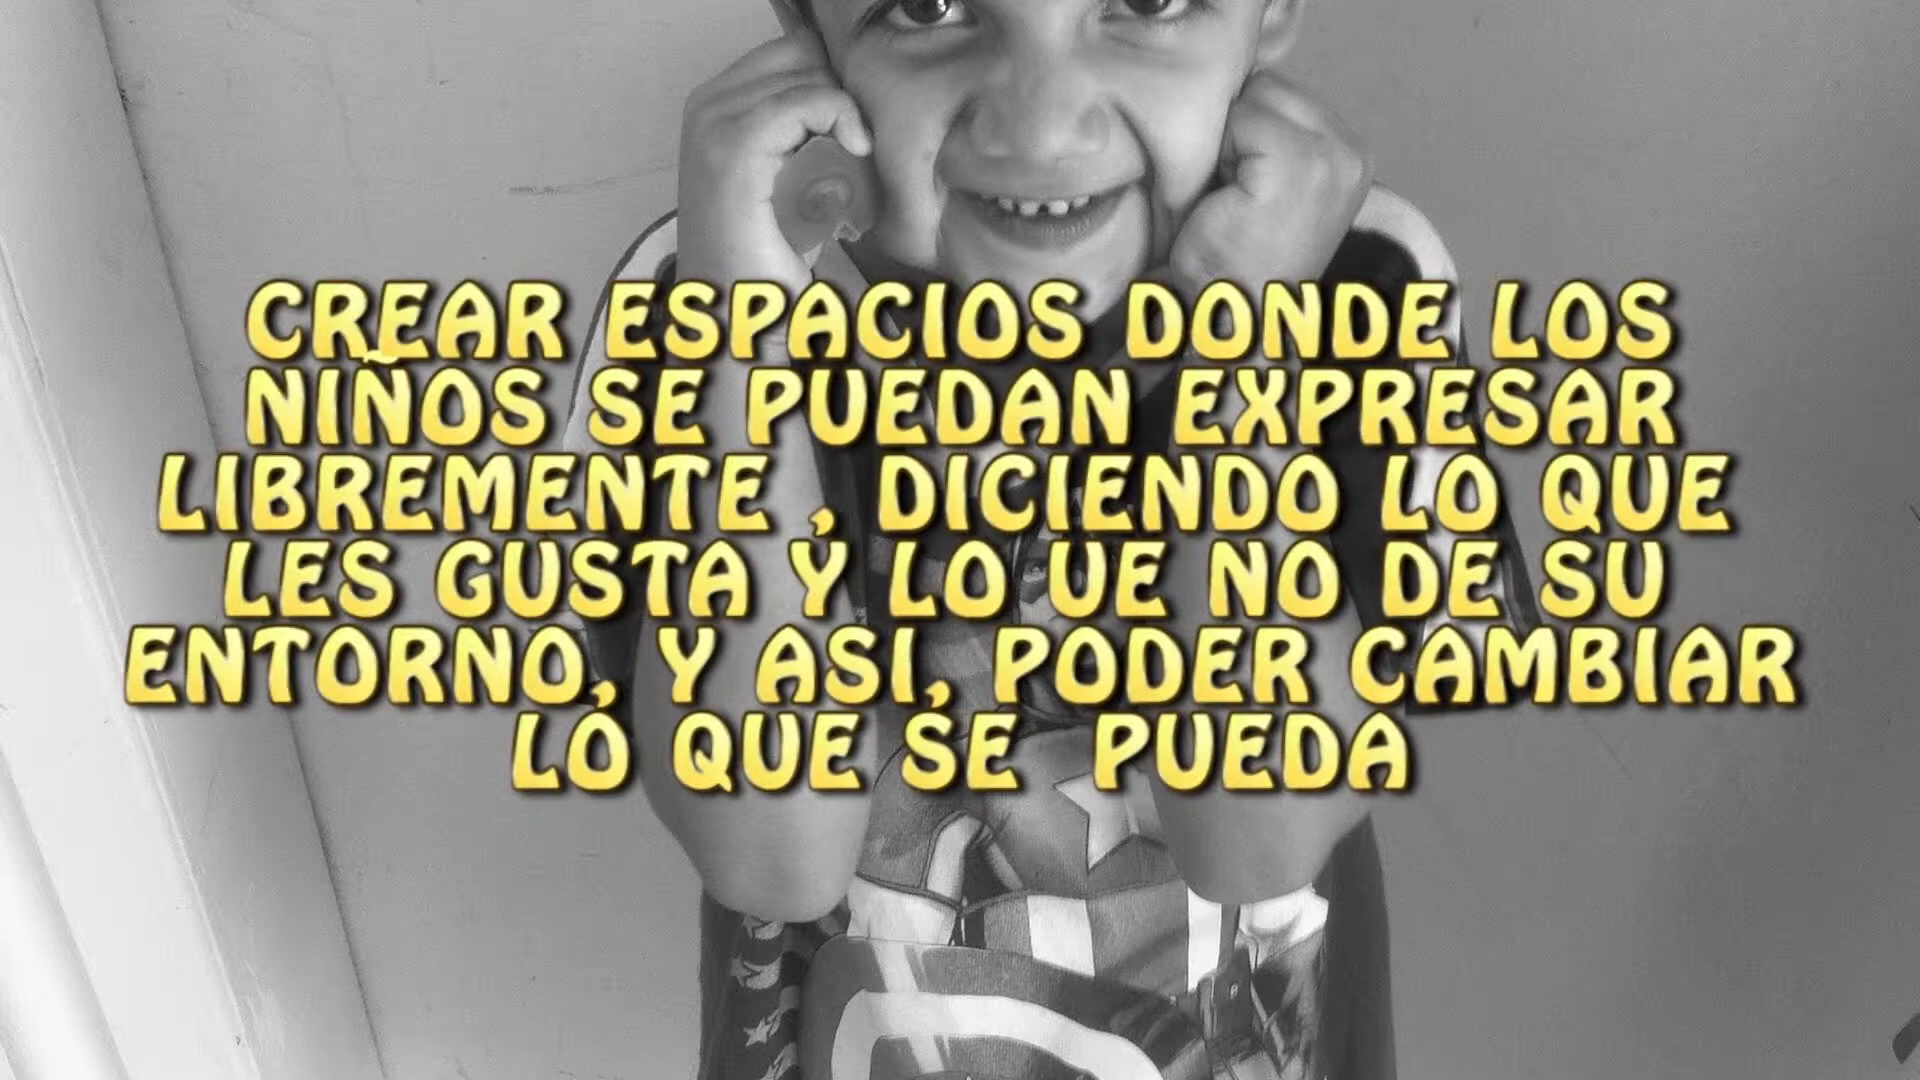 CREAR ESPACIOS DONDE LOS
NIÑOS SE PUEDAN EXPRESAR
LIBREMENTE , DICIENDO LO QUE
LES GUSTA Y LO UE NO DE SU
ENTORNO, Y ASI, PODER CAMBIAR
LO QUE SE PUEDA